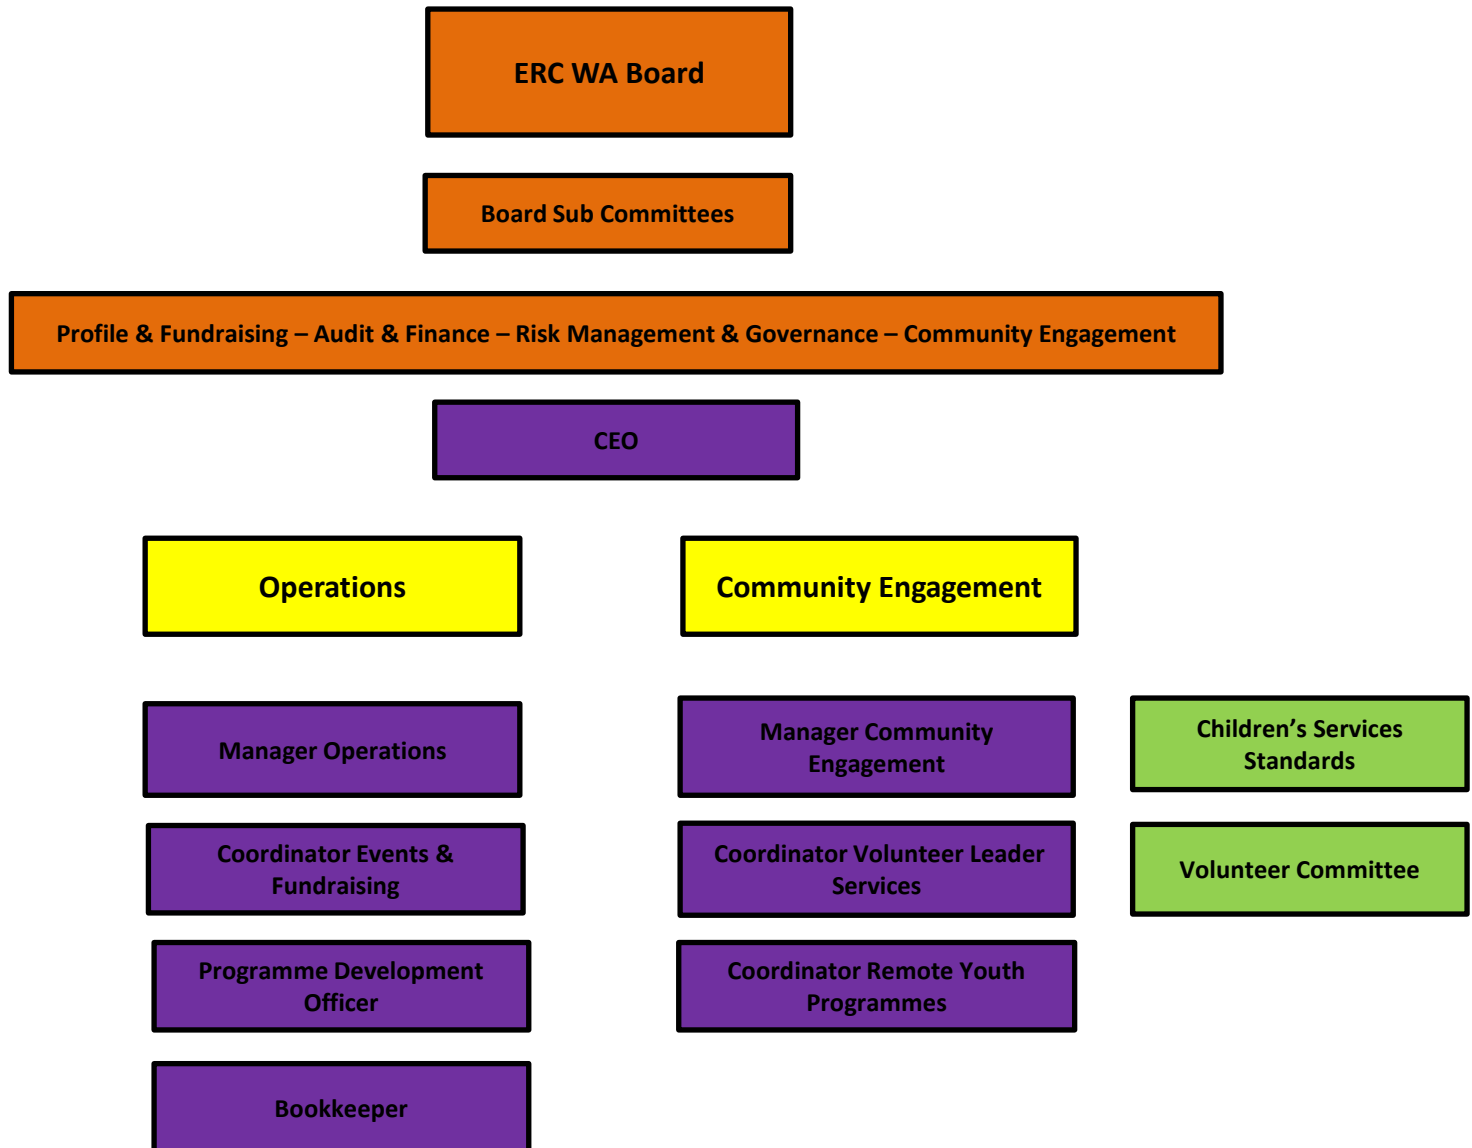 ERC WA Board
Board Sub Committees
Profile & Fundraising – Audit & Finance – Risk Management & Governance – Community Engagement
CEO
Operations
Community Engagement
Manager Operations
Manager Community
Engagement
Children’s Services
Standards
Coordinator Events &
Fundraising
Coordinator Volunteer Leader
Services
Volunteer Committee
Programme Development
Officer
Coordinator Remote Youth
Programmes
Bookkeeper